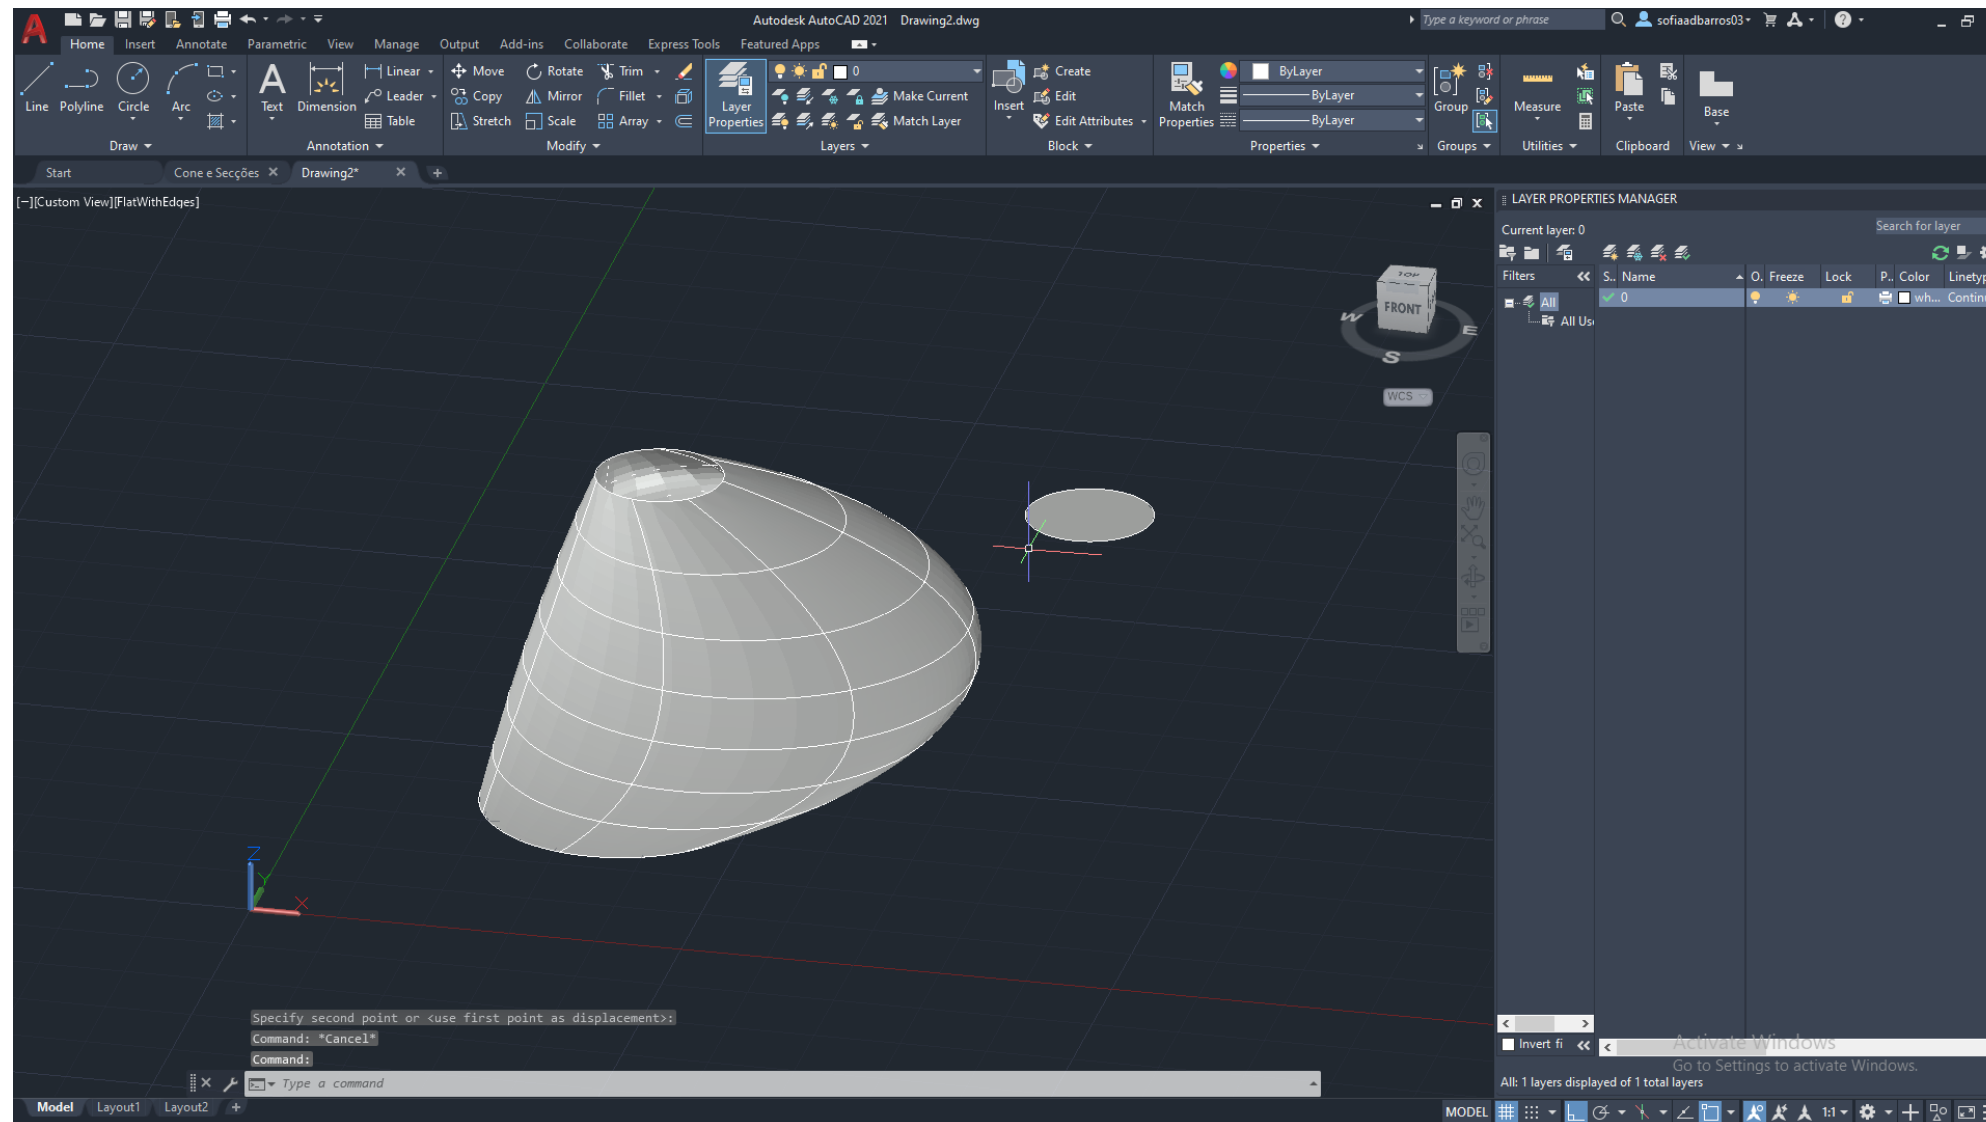 Autodesk AutoCAD 2021 Drawing2.dwg
Type a keyword or phrase
sofiaadbarros03
Home Insert Annotate Parametric View Manage Output Add-ins Collaborate Express Tools Featured Apps
Line Polyline Circle Arc
Draw
Text Dimension
Linear
Leader
Table
Annotation
Move Rotate Trim
Copy Mirror Fillet
Stretch Scale Array
Modify
Layer Properties
0
Make Current
Match Layer
Layers
Insert
Create
Edit
Edit Attributes
Block
Match Properties
ByLayer
ByLayer
ByLayer
Properties
Group
Groups
Measure
Utilities
Paste
Clipboard
Base
View
Start Cone e Secções Drawing2*
[−][Custom View][FlatWithEdges]
TOP
FRONT
W
E
S
WCS
LAYER PROPERTIES MANAGER
Current layer: 0
Search for layer
Filters
S.. Name O. Freeze Lock P.. Color Linetyp
All
0 wh... Contin
All Us
Z
Y
X
Specify second point or <use first point as displacement>:
Command: *Cancel*
Command:
Type a command
Invert fi
Activate Windows
Go to Settings to activate Windows.
All: 1 layers displayed of 1 total layers
Model Layout1 Layout2 +
MODEL
1:1